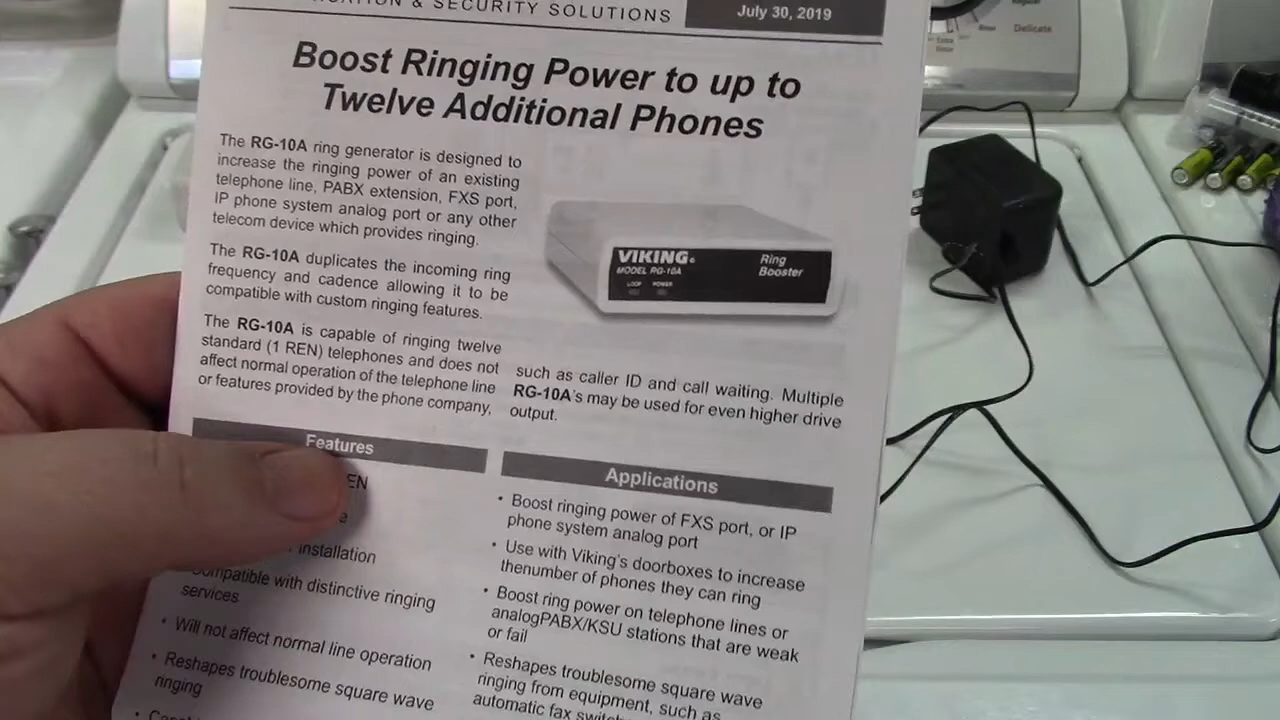 & SECURITY SOLUTIONS
July 30, 2019
Boost Ringing Power to up to
Twelve Additional Phones
The RG-10A ring generator is designed to
increase the ringing power of an existing
telephone line, PABX extension, FXS port,
IP phone system analog port or any other
telecom device which provides ringing.
The RG-10A duplicates the incoming ring
frequency and cadence allowing it to be
compatible with custom ringing features.
The RG-10A is capable of ringing twelve
standard (1 REN) telephones and does not
affect normal operation of the telephone line
or features provided by the phone company,
VIKING®
MODEL RG-10A
Ring
Booster
LOOP POWER
such as caller ID and call waiting. Multiple
RG-10A's may be used for even higher drive
output.
Features
installation
Compatible with distinctive ringing
services
• Will not affect normal line operation
• Reshapes troublesome square wave
ringing
Applications
• Boost ringing power of FXS port, or IP
phone system analog port
• Use with Viking's doorboxes to increase
thenumber of phones they can ring
• Boost ring power on telephone lines or
analogPABX/KSU stations that are weak
or fail
• Reshapes troublesome square wave
ringing from equipment, such as
automatic fax
Regular
Delicate